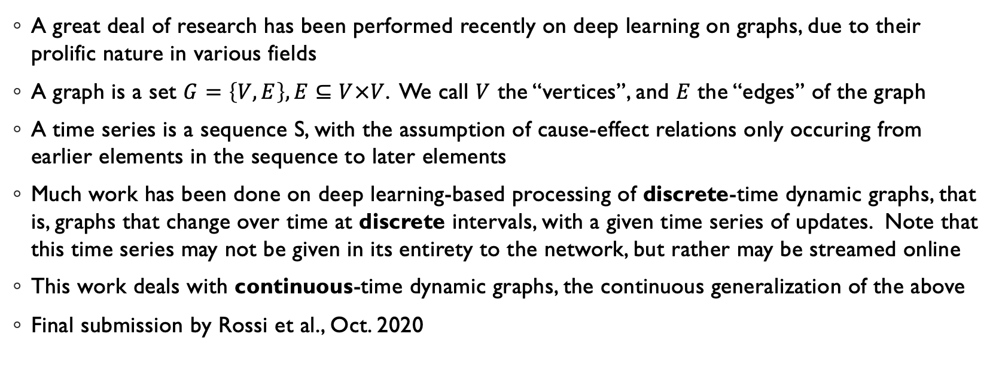 ◦ A great deal of research has been performed recently on deep learning on graphs, due to their
prolific nature in various fields
◦ A graph is a set 𝐺 = {𝑉, 𝐸}, 𝐸 ⊆ 𝑉×𝑉. We call 𝑉 the “vertices”, and 𝐸 the “edges” of the graph
◦ A time series is a sequence S, with the assumption of cause-effect relations only occuring from
earlier elements in the sequence to later elements
◦ Much work has been done on deep learning-based processing of discrete-time dynamic graphs, that
is, graphs that change over time at discrete intervals, with a given time series of updates.  Note that
this time series may not be given in its entirety to the network, but rather may be streamed online
◦ This work deals with continuous-time dynamic graphs, the continuous generalization of the above
◦ Final submission by Rossi et al., Oct. 2020